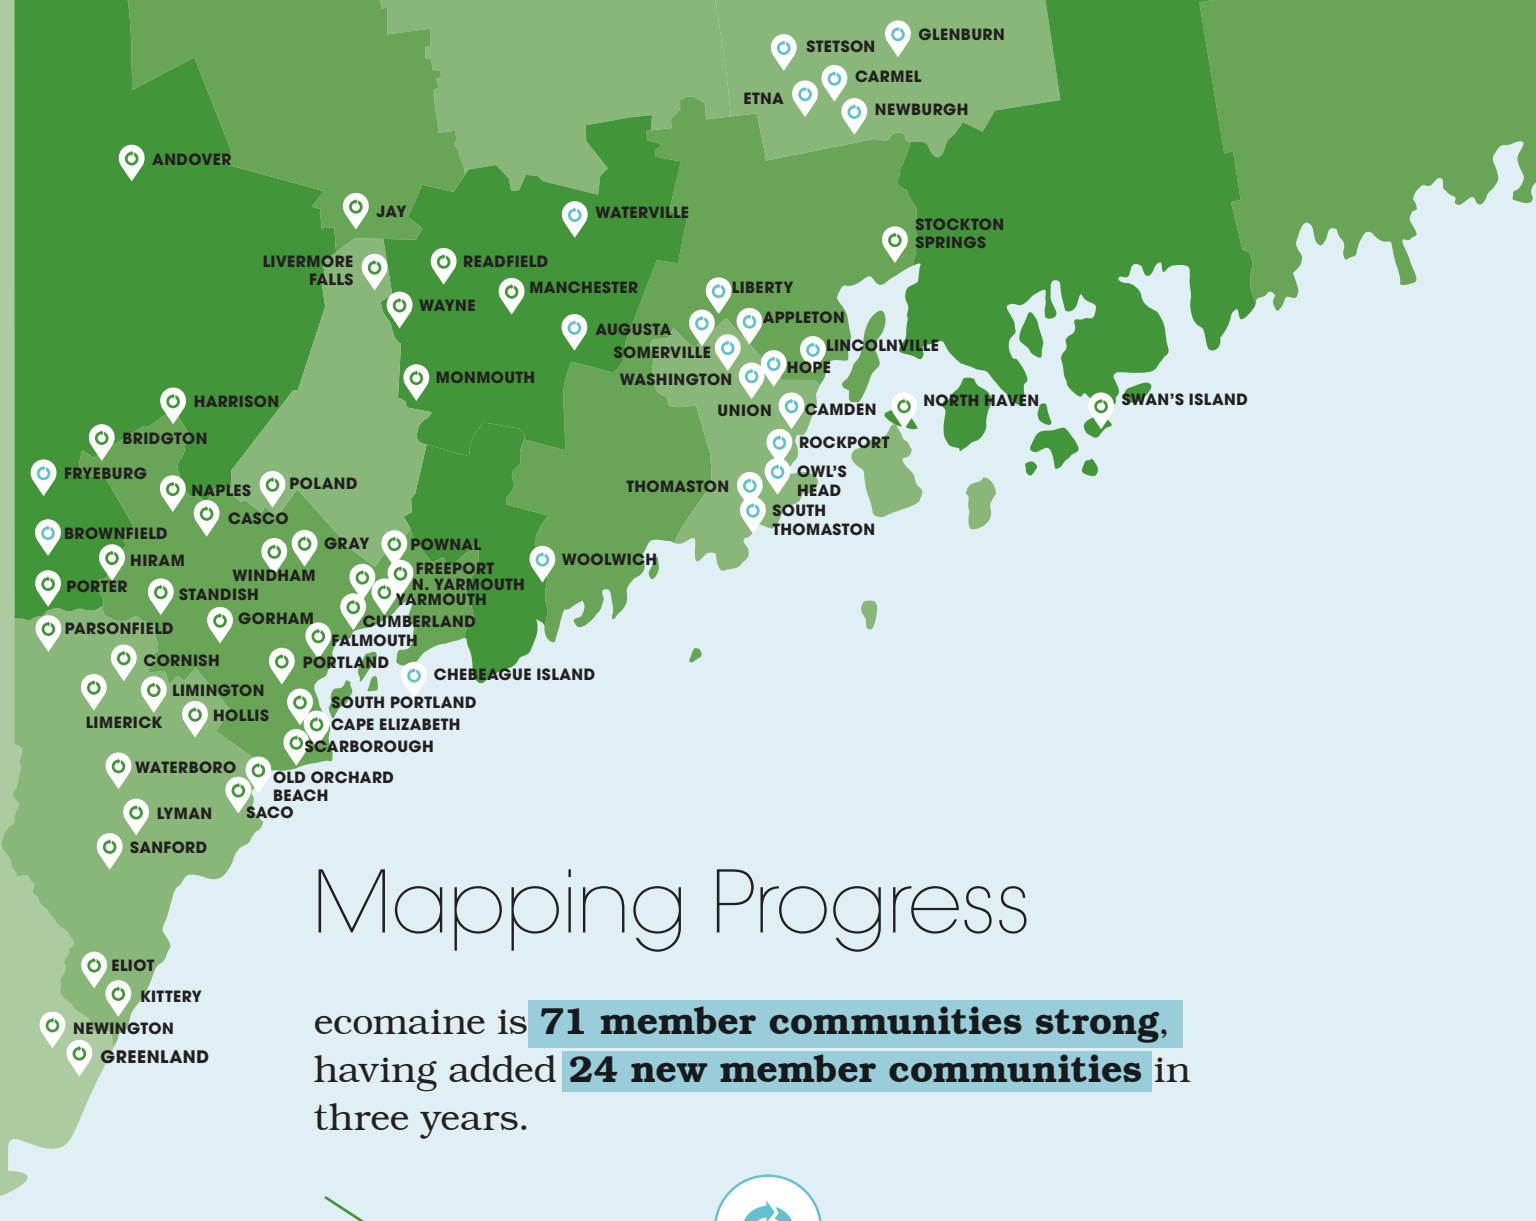 GLENBURN
STETSON
CARMEL
ETNA
NEWBURGH
ANDOVER
JAY
WATERVILLE
STOCKTON
SPRINGS
LIVERMORE
FALLS
READFIELD
MANCHESTER
LIBERTY
WAYNE
APPLETON
AUGUSTA
LINCOLNVILLE
SOMERVILLE
HOPE
MONMOUTH
WASHINGTON
HARRISON
NORTH HAVEN
SWAN'S ISLAND
UNION
CAMDEN
BRIDGTON
ROCKPORT
FRYEBURG
OWL'S
HEAD
NAPLES
POLAND
THOMASTON
CASCO
SOUTH
THOMASTON
BROWNFIELD
GRAY
POWNAL
HIRAM
WOOLWICH
WINDHAM
FREEPORT
N. YARMOUTH
PORTER
STANDISH
YARMOUTH
GORHAM
CUMBERLAND
PARSONFIELD
FALMOUTH
CORNISH
PORTLAND
CHEBEAGUE ISLAND
LIMINGTON
SOUTH PORTLAND
LIMERICK
HOLLIS
CAPE ELIZABETH
SCARBOROUGH
WATERBORO
OLD ORCHARD
BEACH
SACO
LYMAN
SANFORD
Mapping Progress
ELIOT
KITTERY
NEWINGTON
GREENLAND
ecomaine is 71 member communities strong,
having added 24 new member communities in
three years.